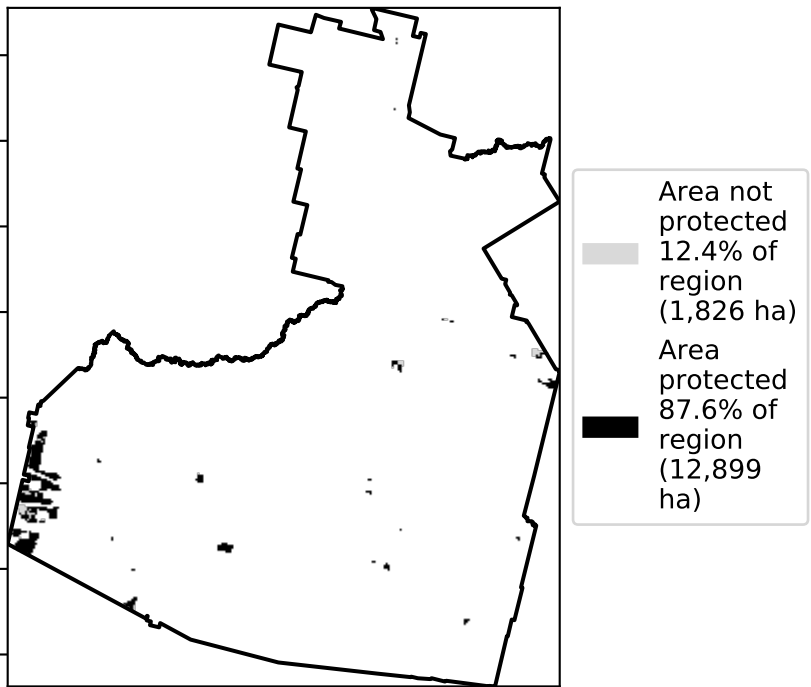 Area not
protected
12.4% of
region
(1,826 ha)
Area
protected
87.6% of
region
(12,899
ha)